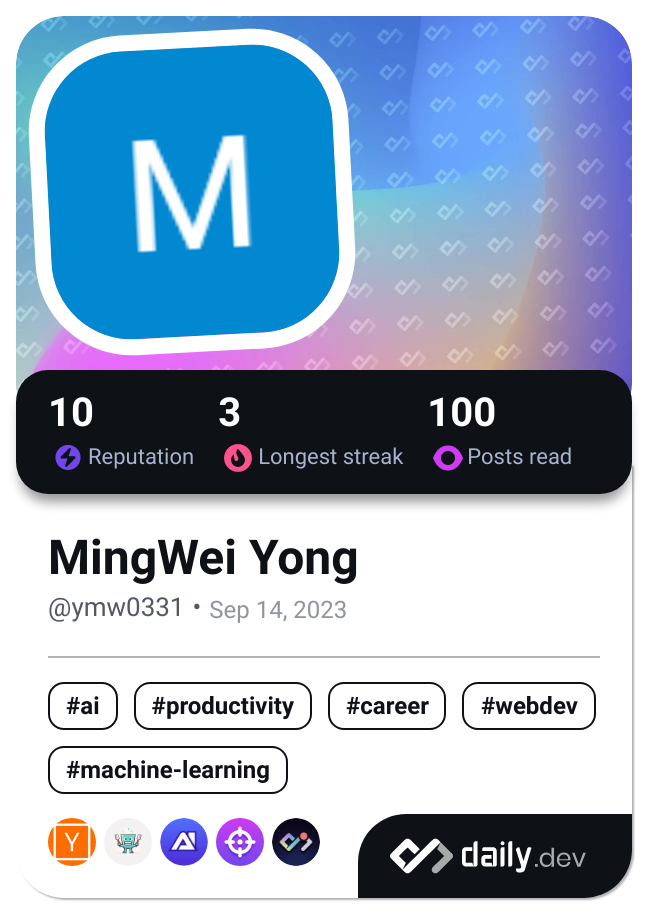 M
10 3 100
Reputation Longest streak Posts read
MingWei Yong
@ymw0331 • Sep 14, 2023
#ai #productivity #career #webdev
#machine-learning
Y AI
daily.dev